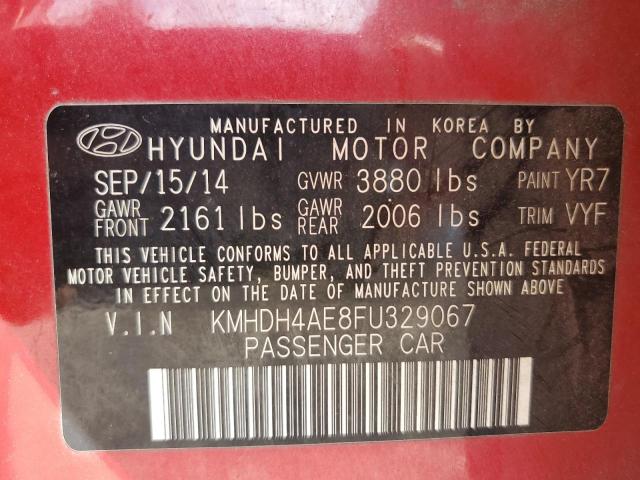 MANUFACTURED IN KOREA BY
HYUNDAI MOTOR COMPANY
SEP/15/14 GVWR 3880 lbs PAINT YR7
GAWR FRONT 2161 lbs GAWR REAR 2006 lbs TRIM VYF
THIS VEHICLE CONFORMS TO ALL APPLICABLE U.S.A. FEDERAL
MOTOR VEHICLE SAFETY, BUMPER, AND THEFT PREVENTION STANDARDS
IN EFFECT ON THE DATE OF MANUFACTURE SHOWN ABOVE.
V.I.N KMHDH4AE8FU329067
PASSENGER CAR